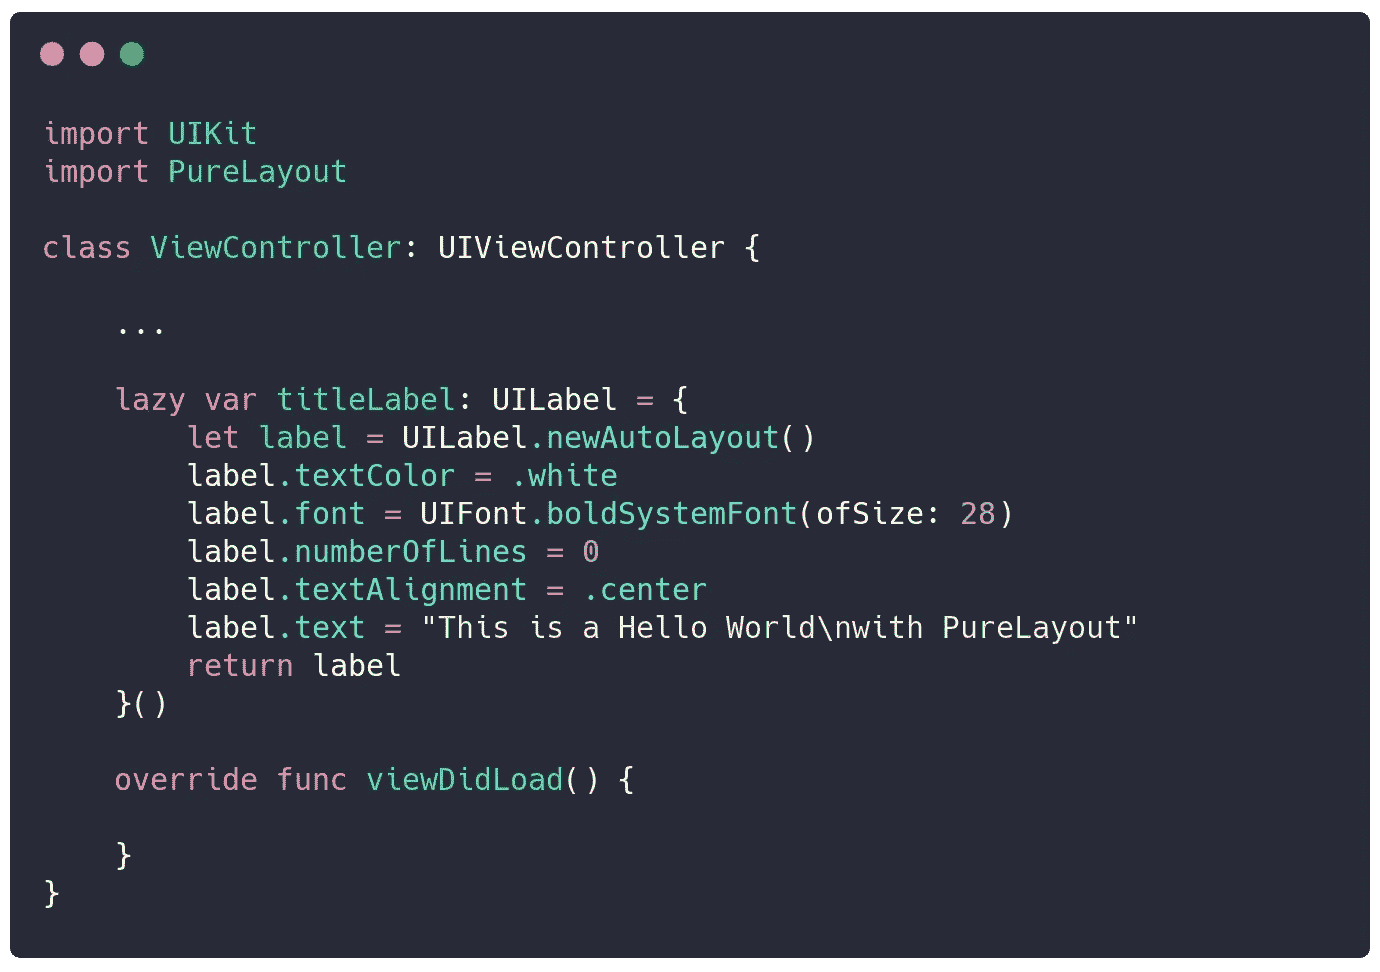 import UIKit
import PureLayout
class ViewController: UIViewController {
...
lazy var titleLabel: UILabel = {
let label = UILabel.newAutoLayout()
label.textColor = .white
label.font = UIFont.boldSystemFont(ofSize: 28)
label.numberOfLines = 0
label.textAlignment = .center
label.text = "This is a Hello World\nwith PureLayout"
return label
}()
override func viewDidLoad() {
}
}